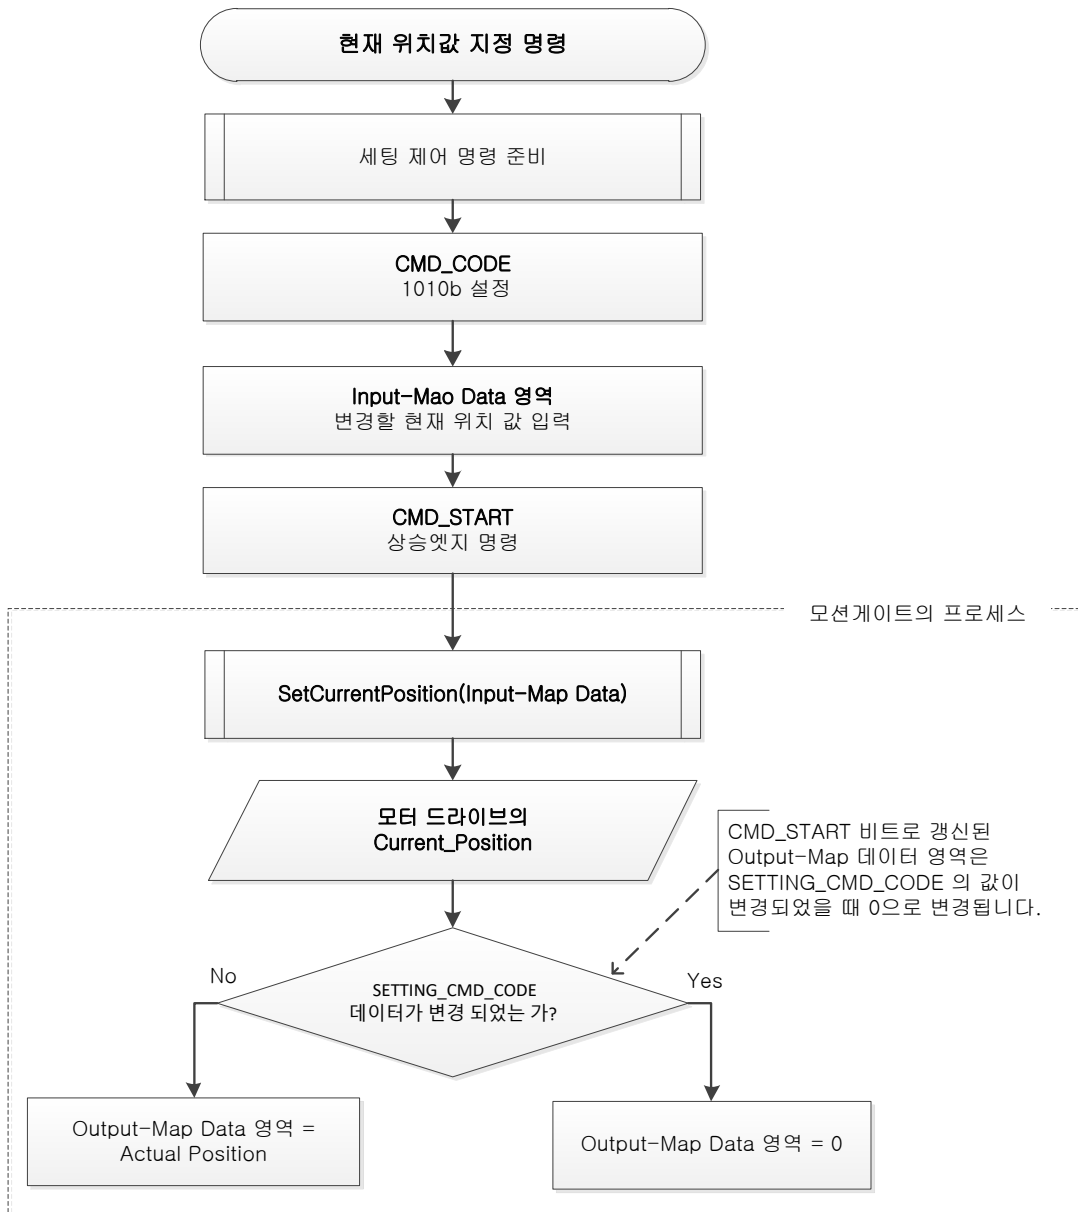 현재 위치값 지정 명령
세팅 제어 명령 준비
CMD_CODE
1010b 설정
Input-Mao Data 영역
변경할 현재 위치 값 입력
CMD_START
상승엣지 명령
모션게이트의 프로세스
SetCurrentPosition(Input-Map Data)
모터 드라이브의
Current_Position
CMD_START 비트로 갱신된
Output-Map 데이터 영역은
SETTING_CMD_CODE 의 값이
변경되었을 때 0으로 변경됩니다.
No
Yes
SETTING_CMD_CODE
데이터가 변경 되었는 가?
Output-Map Data 영역 =
Actual Position
Output-Map Data 영역 = 0